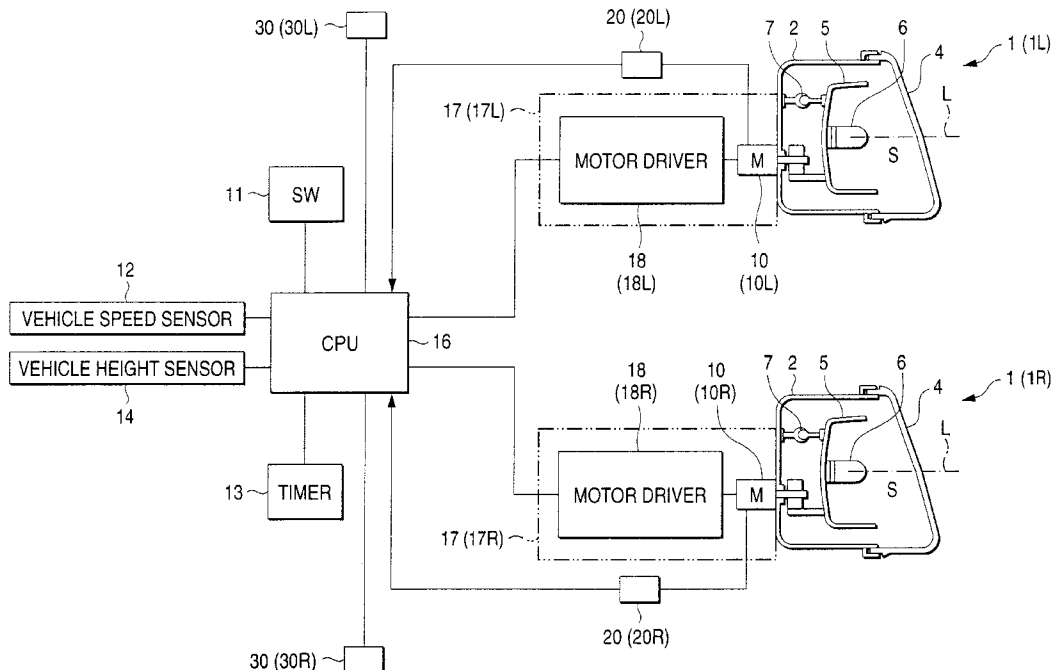 30 (30L)
20 (20L)
7
2
5
6
4
1 (1L)
17 (17L)
L
S
MOTOR DRIVER
M
11
SW
18
(18L)
10
(10L)
12
VEHICLE SPEED SENSOR
CPU
16
VEHICLE HEIGHT SENSOR
14
18
(18R)
10
(10R)
7
2
5
6
4
1 (1R)
L
S
13
TIMER
MOTOR DRIVER
M
17 (17R)
20 (20R)
30 (30R)